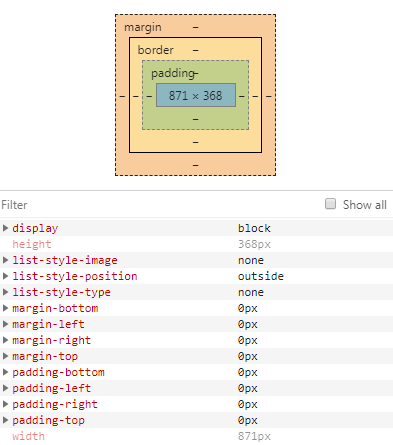 margin –
border –
padding –
– – – 871 × 368 – – –
–
–
–
Filter Show all
display block
height 368px
list-style-image none
list-style-position outside
list-style-type none
margin-bottom 0px
margin-left 0px
margin-right 0px
margin-top 0px
padding-bottom 0px
padding-left 0px
padding-right 0px
padding-top 0px
width 871px